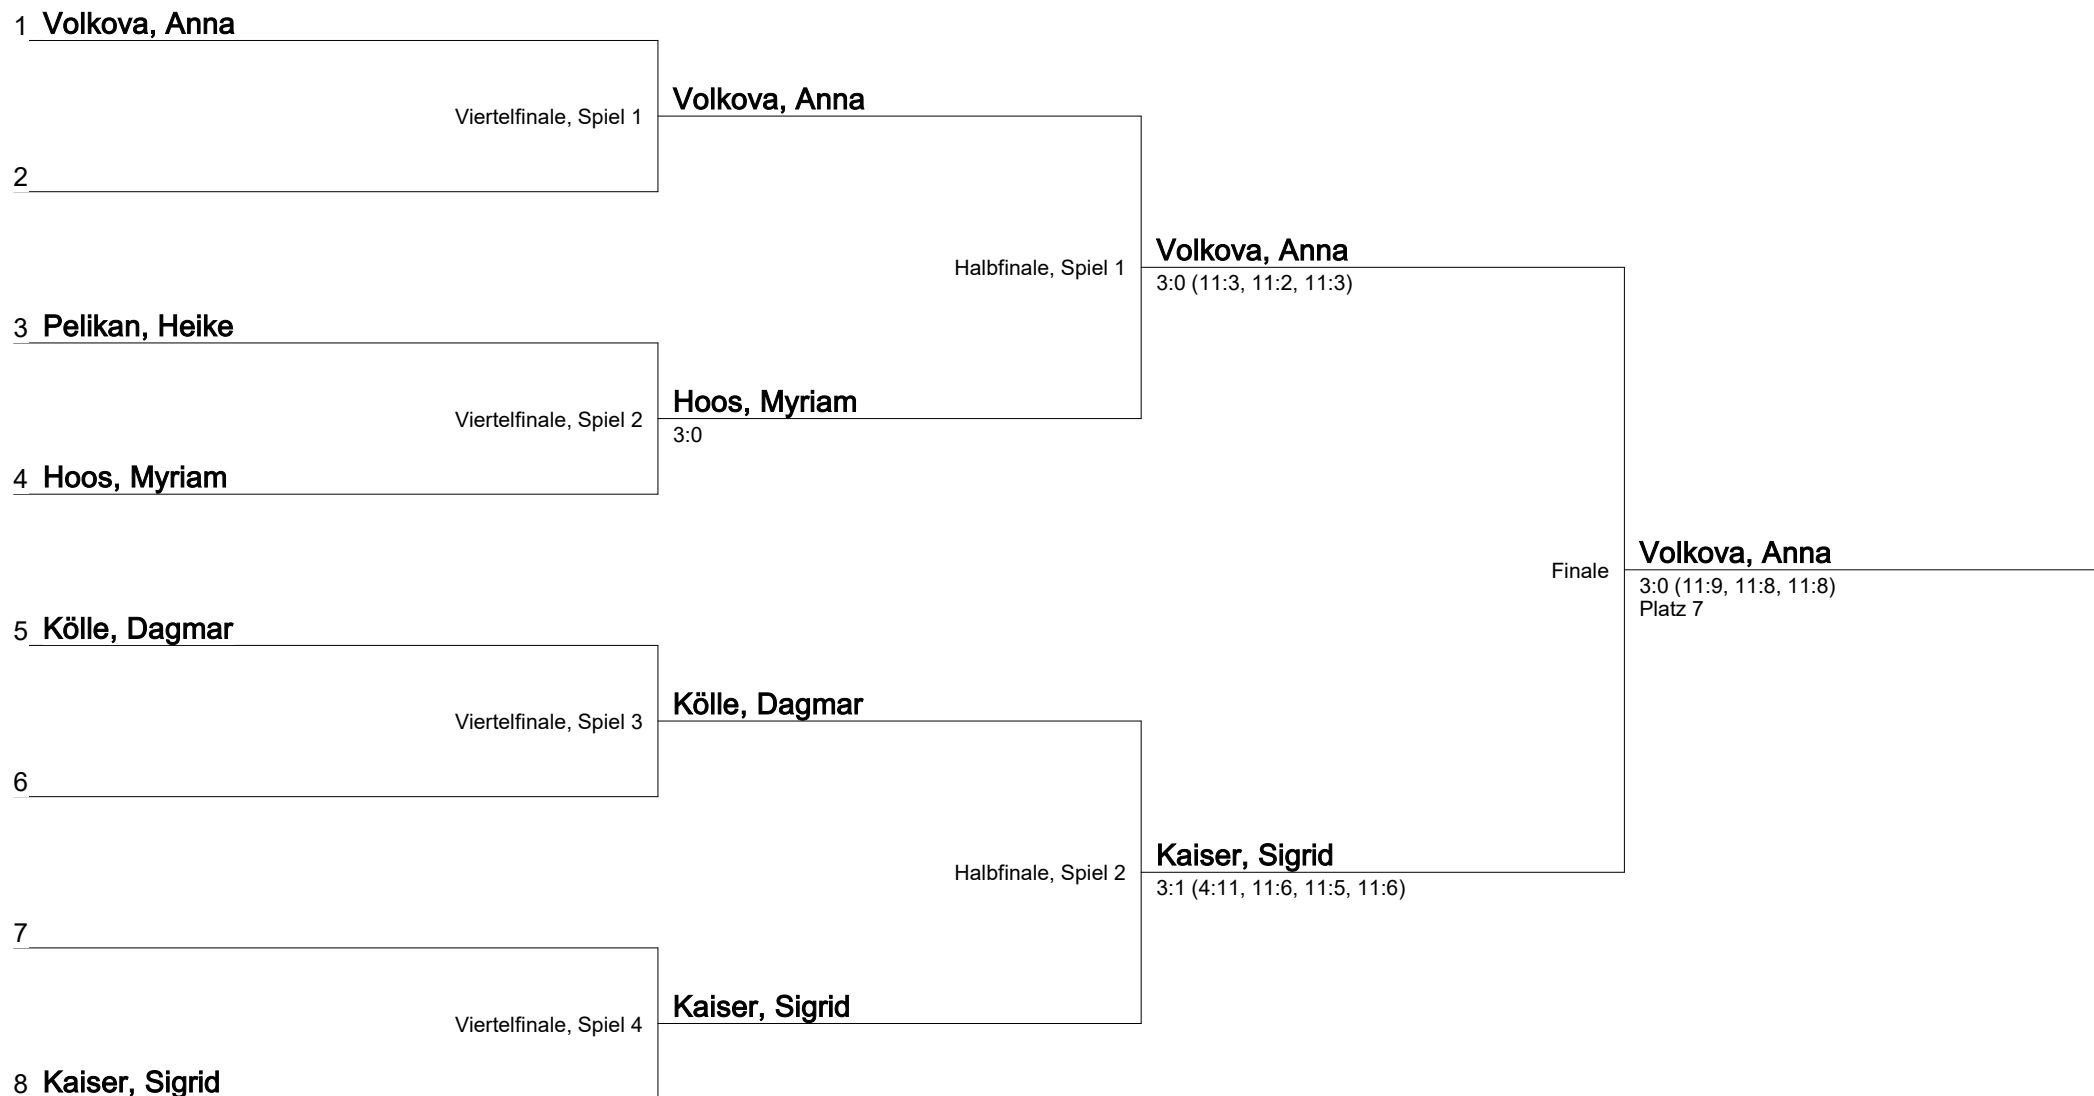 1 Volkova, Anna
Viertelfinale, Spiel 1
Volkova, Anna
2
Halbfinale, Spiel 1
Volkova, Anna
3:0 (11:3, 11:2, 11:3)
3 Pelikan, Heike
Viertelfinale, Spiel 2
Hoos, Myriam
3:0
4 Hoos, Myriam
Finale
Volkova, Anna
3:0 (11:9, 11:8, 11:8)
Platz 7
5 Kölle, Dagmar
Viertelfinale, Spiel 3
Kölle, Dagmar
6
Halbfinale, Spiel 2
Kaiser, Sigrid
3:1 (4:11, 11:6, 11:5, 11:6)
7
Viertelfinale, Spiel 4
Kaiser, Sigrid
8 Kaiser, Sigrid